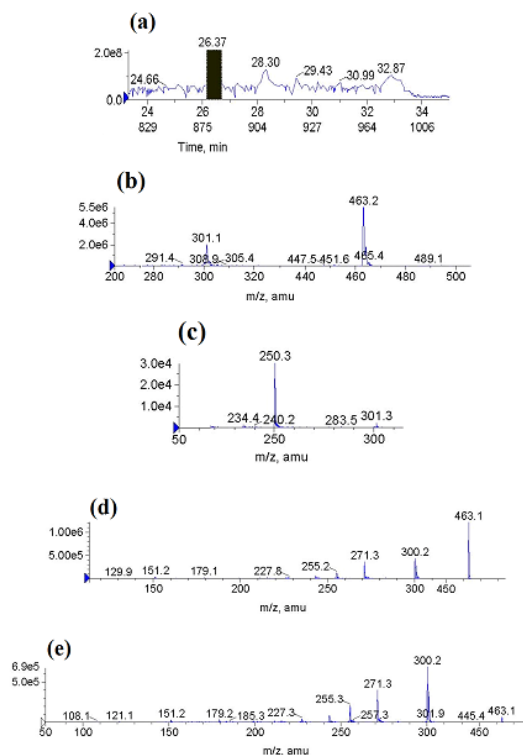 (a)
26.37
2.0e8
24.66
28.30
29.43
30.99
32.87
0.0
24 26 28 30 32 34
829 875 904 927 964 1006
Time, min
(b)
463.2
5.5e6
4.0e6
2.0e6
301.1
291.4 308.9 305.4 447.5 451.6 465.4 489.1
200 280 300 320 340 360 440 460 480 500
m/z, amu
(c)
250.3
3.0e4
2.0e4
1.0e4
234.4 240.2 283.5 301.3
50 250 300
m/z, amu
(d)
463.1
1.00e6
5.00e5
129.9 151.2 179.1 227.8 255.2 271.3 300.2
150 200 250 300 450
m/z, amu
(e)
300.2
6.9e5
5.0e5
271.3
255.3
108.1 121.1 151.2 179.2 185.3 227.3 257.3 301.9 445.4 463.1
50 100 150 200 250 300 450
m/z, amu